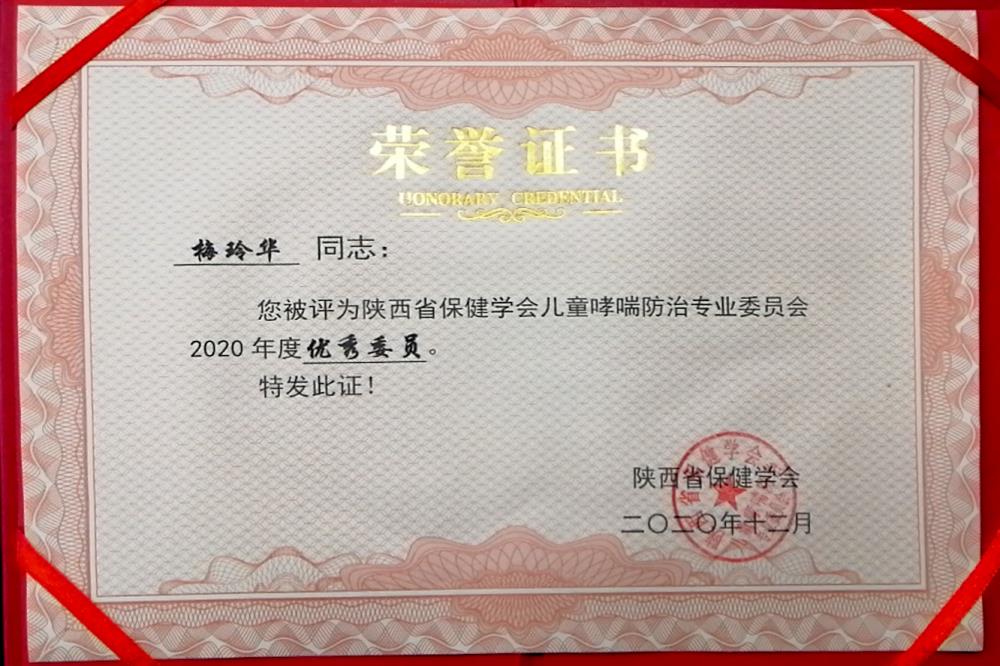 荣誉证书
HONORARY CREDENTIAL
梅玲华 同志：
您被评为陕西省保健学会儿童哮喘防治专业委员会
2020 年度优秀委员。
特发此证！
陕西省保健学会
二〇二〇年十二月